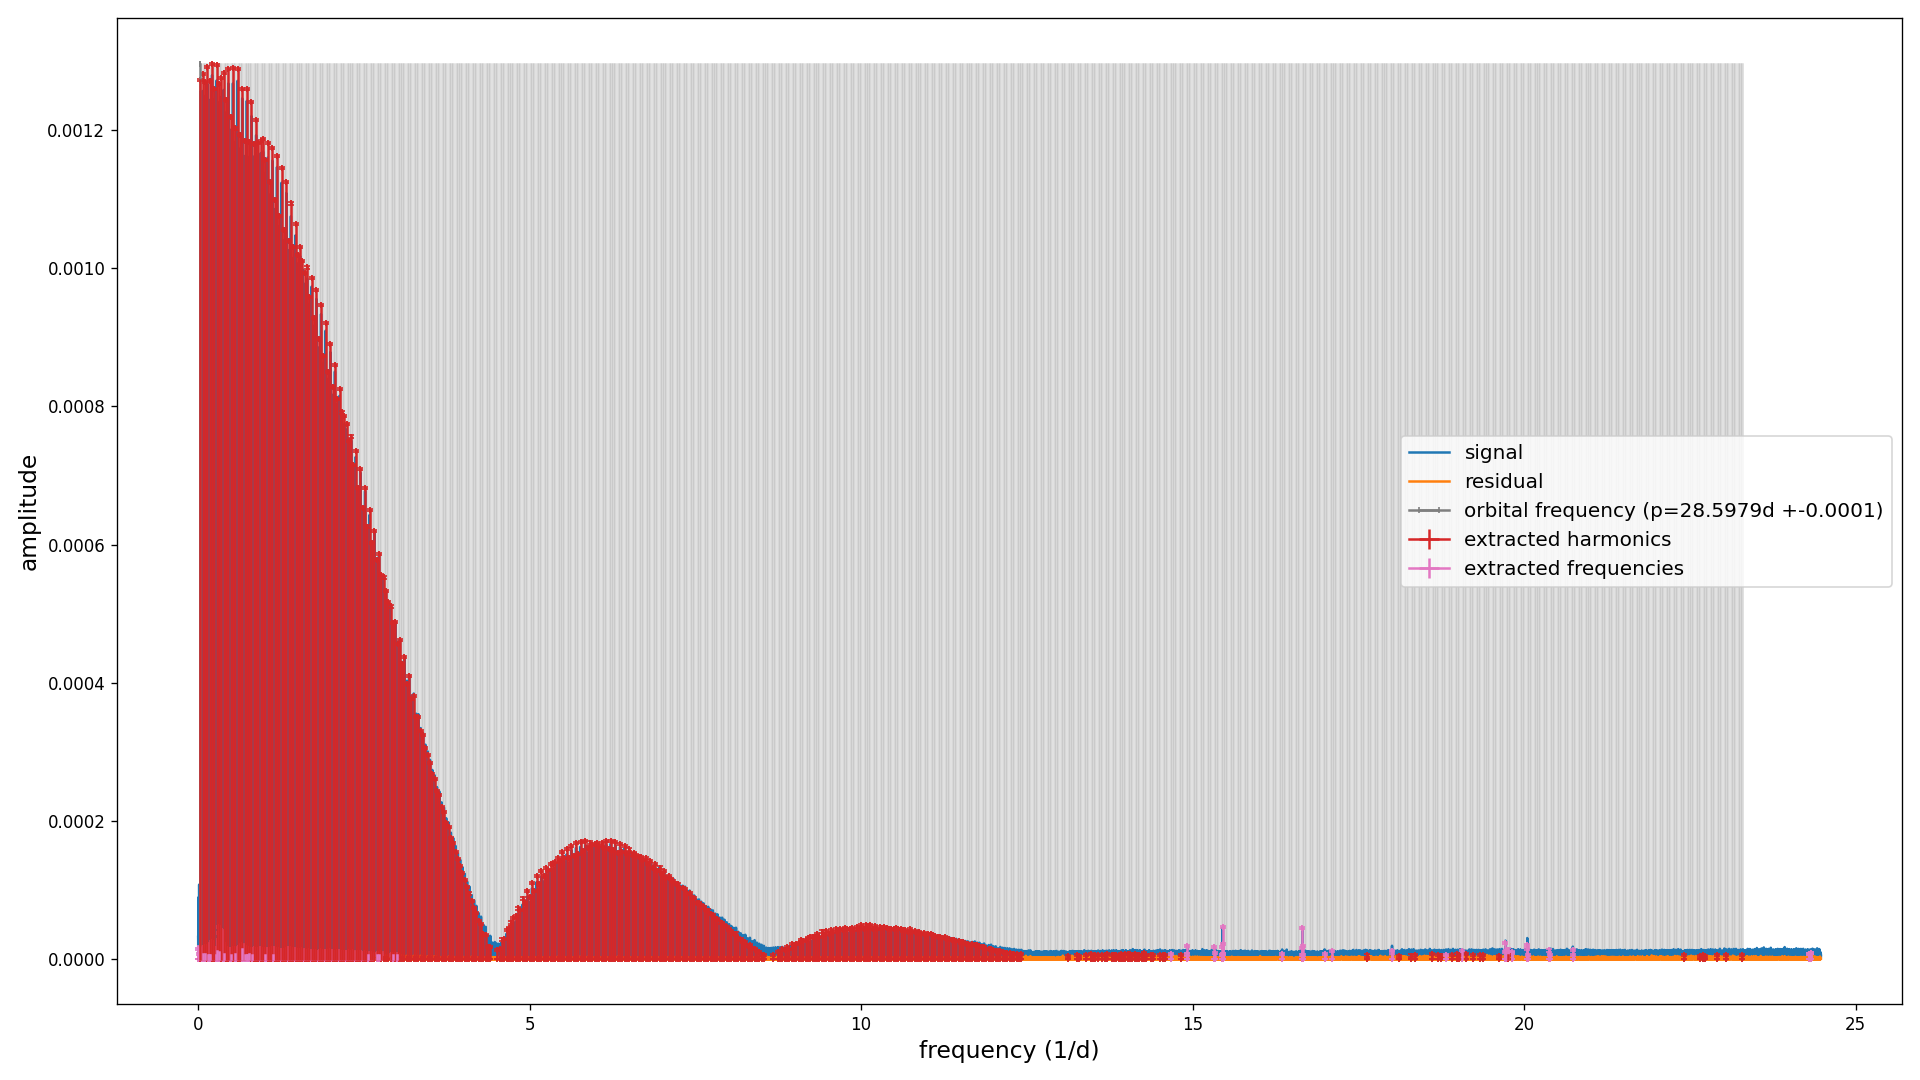 0.0012
0.0010
0.0008
0.0006
0.0004
0.0002
0.0000
amplitude
signal
residual
orbital frequency (p=28.5979d +-0.0001)
extracted harmonics
extracted frequencies
0 5 10 15 20 25
frequency (1/d)